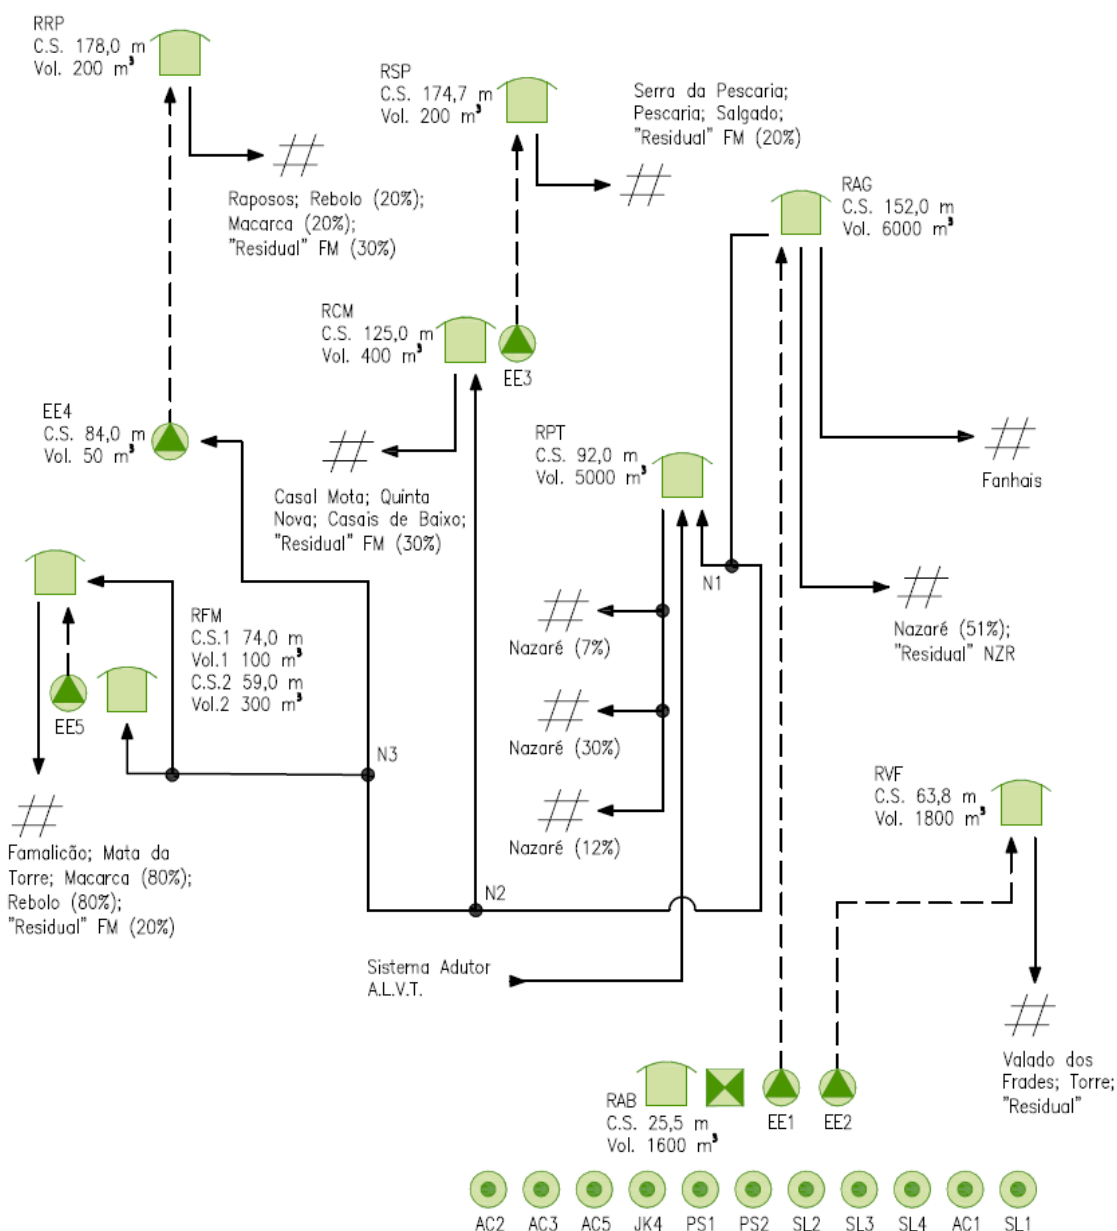 RRP
C.S. 178,0 m
Vol. 200 m³
Raposos; Rebolo (20%);
Macarca (20%);
"Residual" FM (30%)
RSP
C.S. 174,7 m
Vol. 200 m³
Serra da Pescaria;
Pescaria; Salgado;
"Residual" FM (20%)
RAG
C.S. 152,0 m
Vol. 6000 m³
RCM
C.S. 125,0 m
Vol. 400 m³
EE3
EE4
C.S. 84,0 m
Vol. 50 m³
Casal Mota; Quinta
Nova; Casais de Baixo;
"Residual" FM (30%)
RPT
C.S. 92,0 m
Vol. 5000 m³
Fanhais
N1
RFM
C.S.1 74,0 m
Vol.1 100 m³
C.S.2 59,0 m
Vol.2 300 m³
EE5
Nazaré (7%)
Nazaré (51%);
"Residual" NZR
Nazaré (30%)
N3
Nazaré (12%)
RVF
C.S. 63,8 m
Vol. 1800 m³
Famalicão; Mata da
Torre; Macarca (80%);
Rebolo (80%);
"Residual" FM (20%)
N2
Sistema Adutor
A.L.V.T.
Valado dos
Frades; Torre;
"Residual"
RAB
C.S. 25,5 m
Vol. 1600 m³
EE1
EE2
AC2 AC3 AC5 JK4 PS1 PS2 SL2 SL3 SL4 AC1 SL1